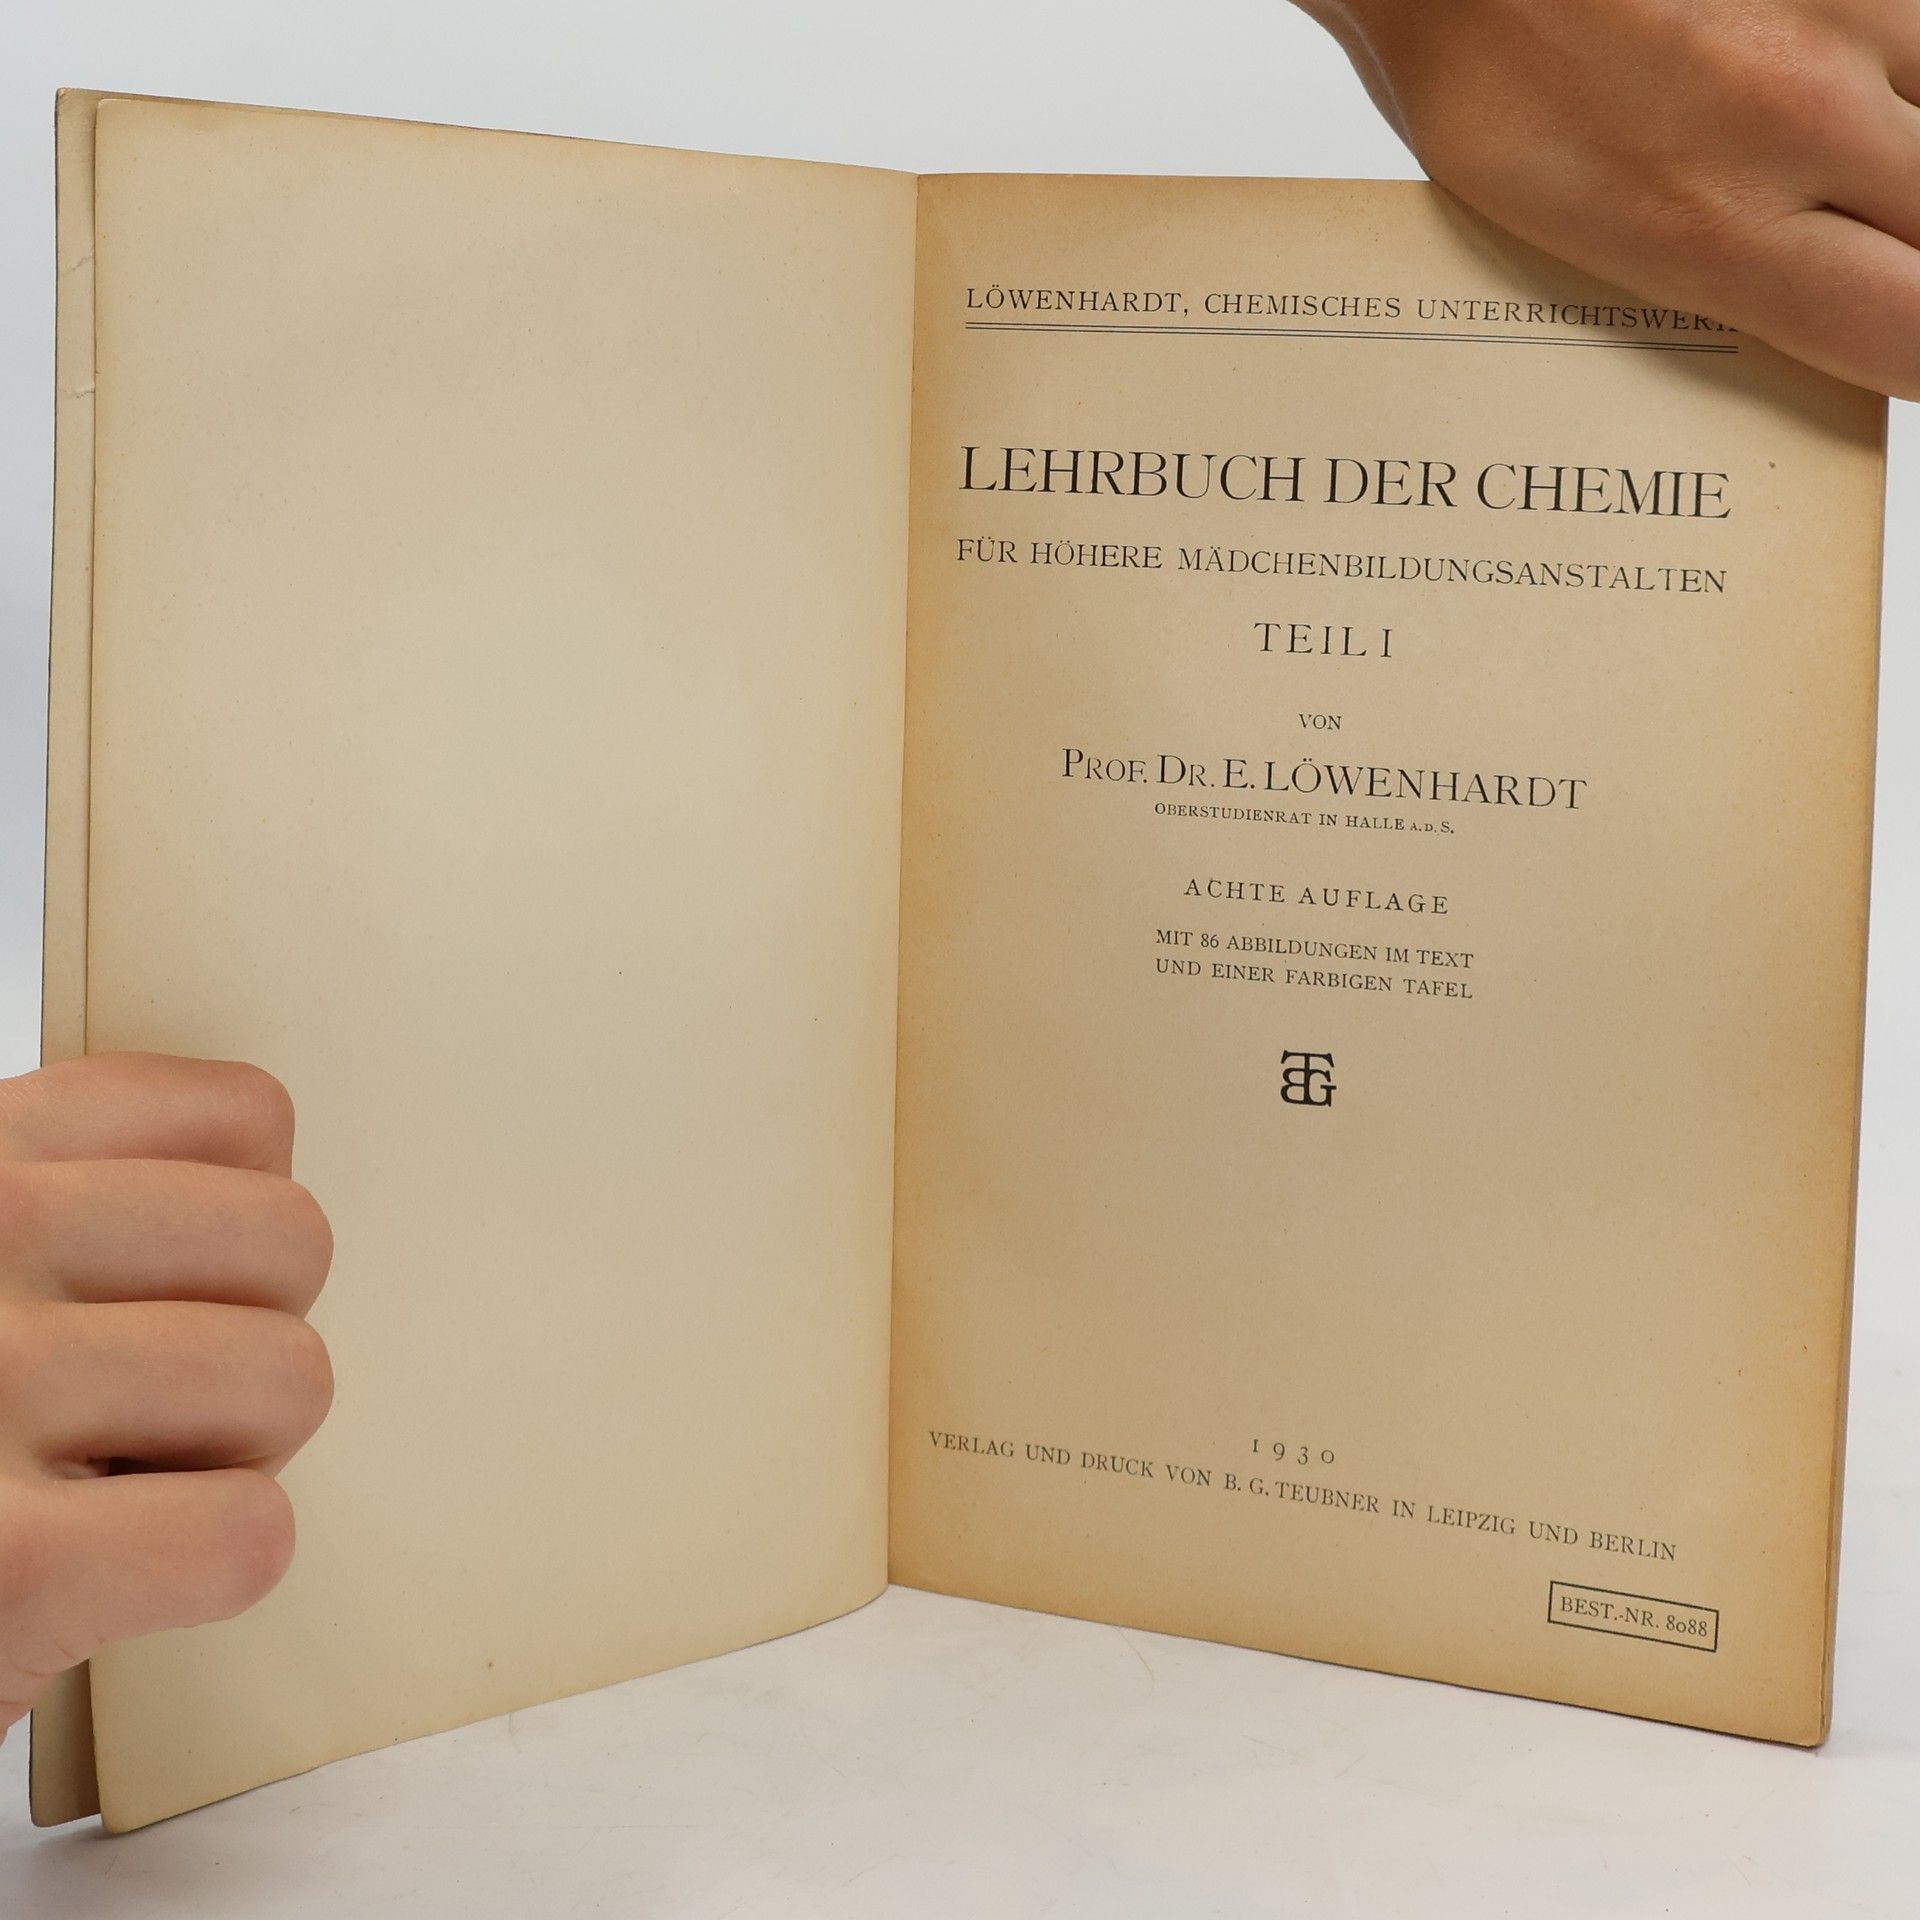 LÖWENHARDT, CHEMISCHES UNTERRICHTSWERK
LEHRBUCH DER CHEMIE
FÜR HÖHERE MÄDCHENBILDUNGSANSTALTEN
TEIL I
VON
PROF. DR. E. LÖWENHARDT
OBERSTUDIENRAT IN HALLE A.D.S.
ACHTE AUFLAGE
MIT 86 ABBILDUNGEN IM TEXT
UND EINER FARBIGEN TAFEL
BTG
1930
VERLAG UND DRUCK VON B. G. TEUBNER IN LEIPZIG UND BERLIN
BEST.-NR. 8088